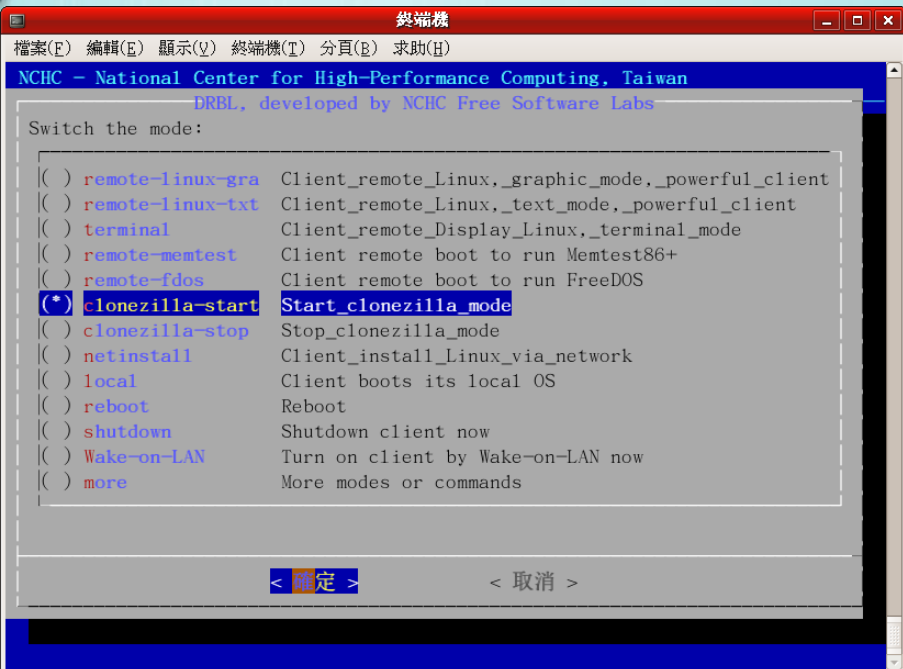 終端機
檔案(F) 編輯(E) 顯示(V) 終端機(T) 分頁(B) 求助(H)
NCHC - National Center for High-Performance Computing, Taiwan
DRBL, developed by NCHC Free Software Labs
Switch the mode:
( ) remote-linux-gra Client_remote_Linux,_graphic_mode,_powerful_client
( ) remote-linux-txt Client_remote_Linux,_text_mode,_powerful_client
( ) terminal Client_remote_Display_Linux,_terminal_mode
( ) remote-memtest Client remote boot to run Memtest86+
( ) remote-fdos Client remote boot to run FreeDOS
(*) clonezilla-start Start_clonezilla_mode
( ) clonezilla-stop Stop_clonezilla_mode
( ) netinstall Client_install_Linux_via_network
( ) local Client boots its local OS
( ) reboot Reboot
( ) shutdown Shutdown client now
( ) Wake-on-LAN Turn on client by Wake-on-LAN now
( ) more More modes or commands
< 確定 > < 取消 >